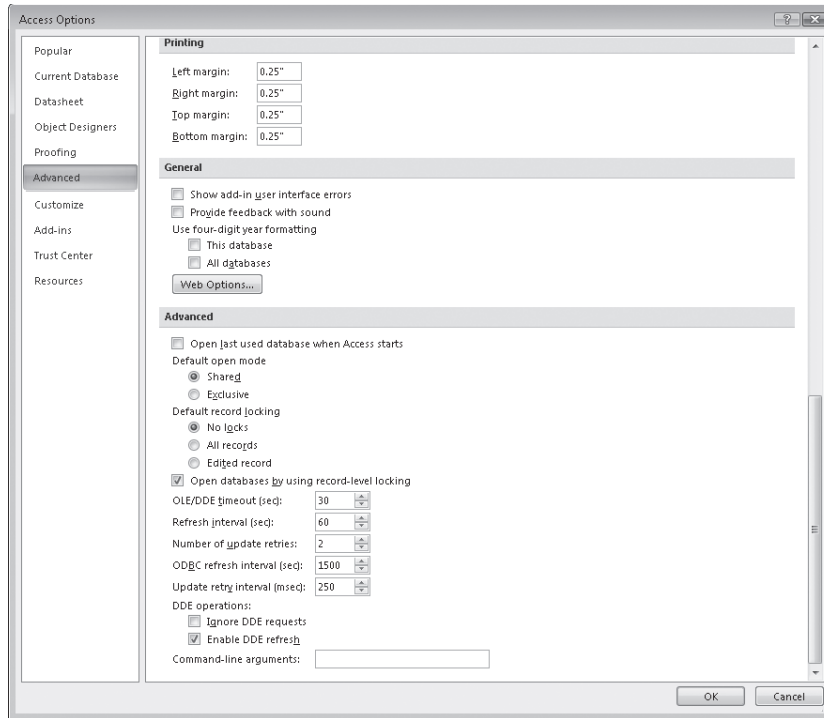 Access Options
Popular
Current Database
Datasheet
Object Designers
Proofing
Advanced
Customize
Add-ins
Trust Center
Resources
Printing
Left margin: 0.25"
Right margin: 0.25"
Top margin: 0.25"
Bottom margin: 0.25"
General
Show add-in user interface errors
Provide feedback with sound
Use four-digit year formatting
This database
All databases
Web Options...
Advanced
Open last used database when Access starts
Default open mode
Shared
Exclusive
Default record locking
No locks
All records
Edited record
Open databases by using record-level locking
OLE/DDE timeout (sec): 30
Refresh interval (sec): 60
Number of update retries: 2
ODBC refresh interval (sec): 1500
Update retry interval (msec): 250
DDE operations:
Ignore DDE requests
Enable DDE refresh
Command-line arguments:
OK
Cancel